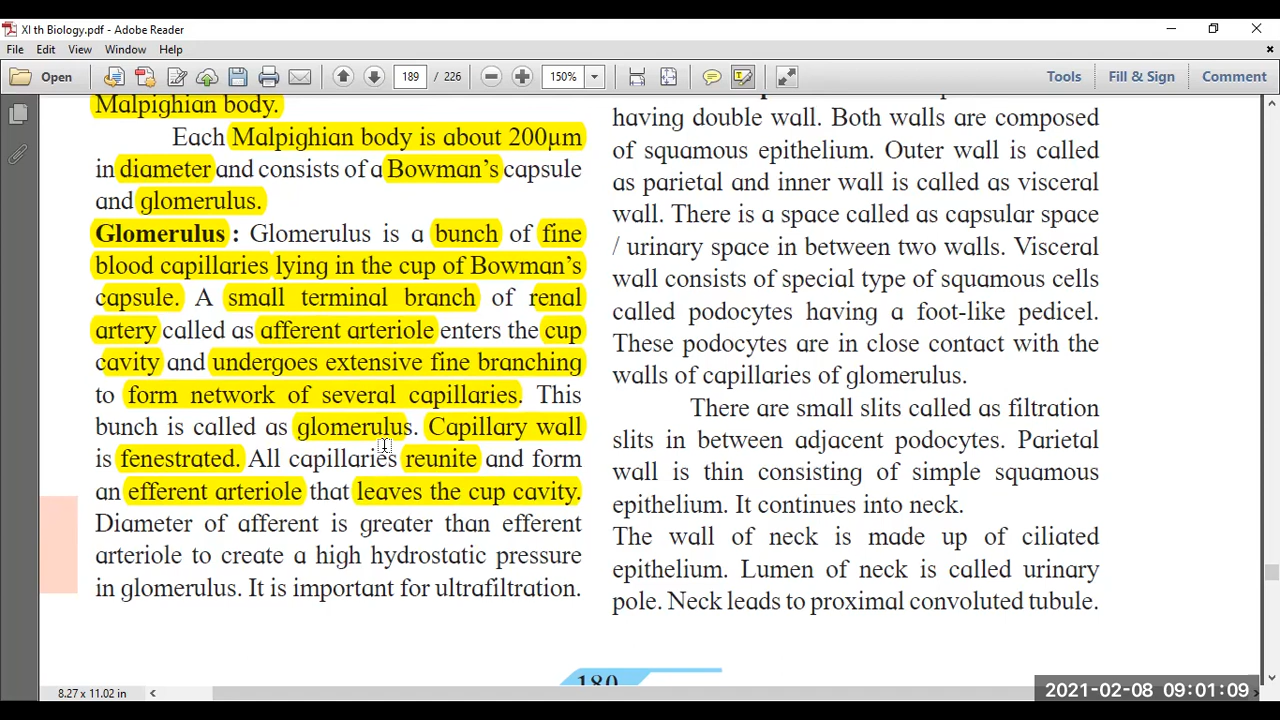 XI th Biology.pdf - Adobe Reader
File Edit View Window Help
Open 189 / 226 150% Tools Fill & Sign Comment
Malpighian body.
Each Malpighian body is about 200µm
in diameter and consists of a Bowman's capsule
and glomerulus.
Glomerulus : Glomerulus is a bunch of fine
blood capillaries lying in the cup of Bowman's
capsule. A small terminal branch of renal
artery called as afferent arteriole enters the cup
cavity and undergoes extensive fine branching
to form network of several capillaries. This
bunch is called as glomerulus. Capillary wall
is fenestrated. All capillaries reunite and form
an efferent arteriole that leaves the cup cavity.
Diameter of afferent is greater than efferent
arteriole to create a high hydrostatic pressure
in glomerulus. It is important for ultrafiltration.
having double wall. Both walls are composed
of squamous epithelium. Outer wall is called
as parietal and inner wall is called as visceral
wall. There is a space called as capsular space
/ urinary space in between two walls. Visceral
wall consists of special type of squamous cells
called podocytes having a foot-like pedicel.
These podocytes are in close contact with the
walls of capillaries of glomerulus.
There are small slits called as filtration
slits in between adjacent podocytes. Parietal
wall is thin consisting of simple squamous
epithelium. It continues into neck.
The wall of neck is made up of ciliated
epithelium. Lumen of neck is called urinary
pole. Neck leads to proximal convoluted tubule.
180
8.27 x 11.02 in
2021-02-08 09:01:09